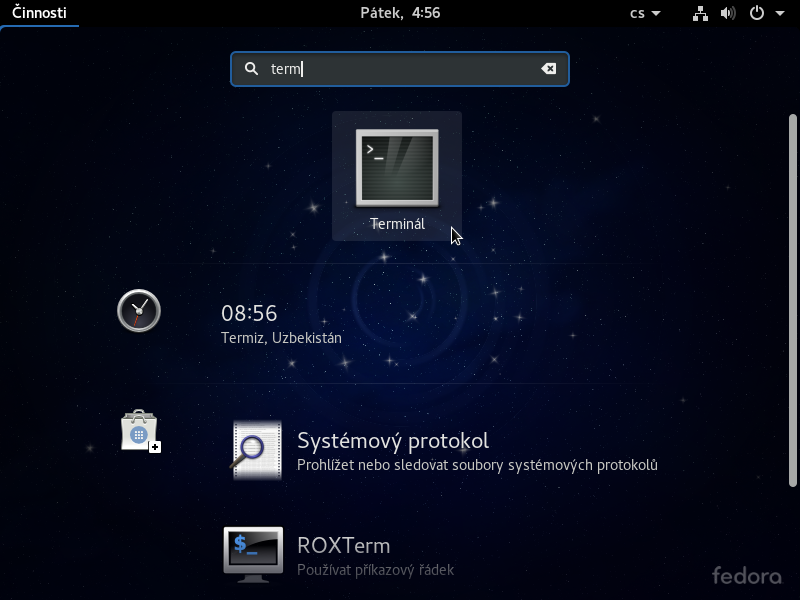 Činnosti
Pátek, 4:56
cs
term
>_
Terminál
08:56
Termiz, Uzbekistán
Systémový protokol
Prohlížet nebo sledovat soubory systémových protokolů
$_
ROXTerm
Používat příkazový řádek
fedora